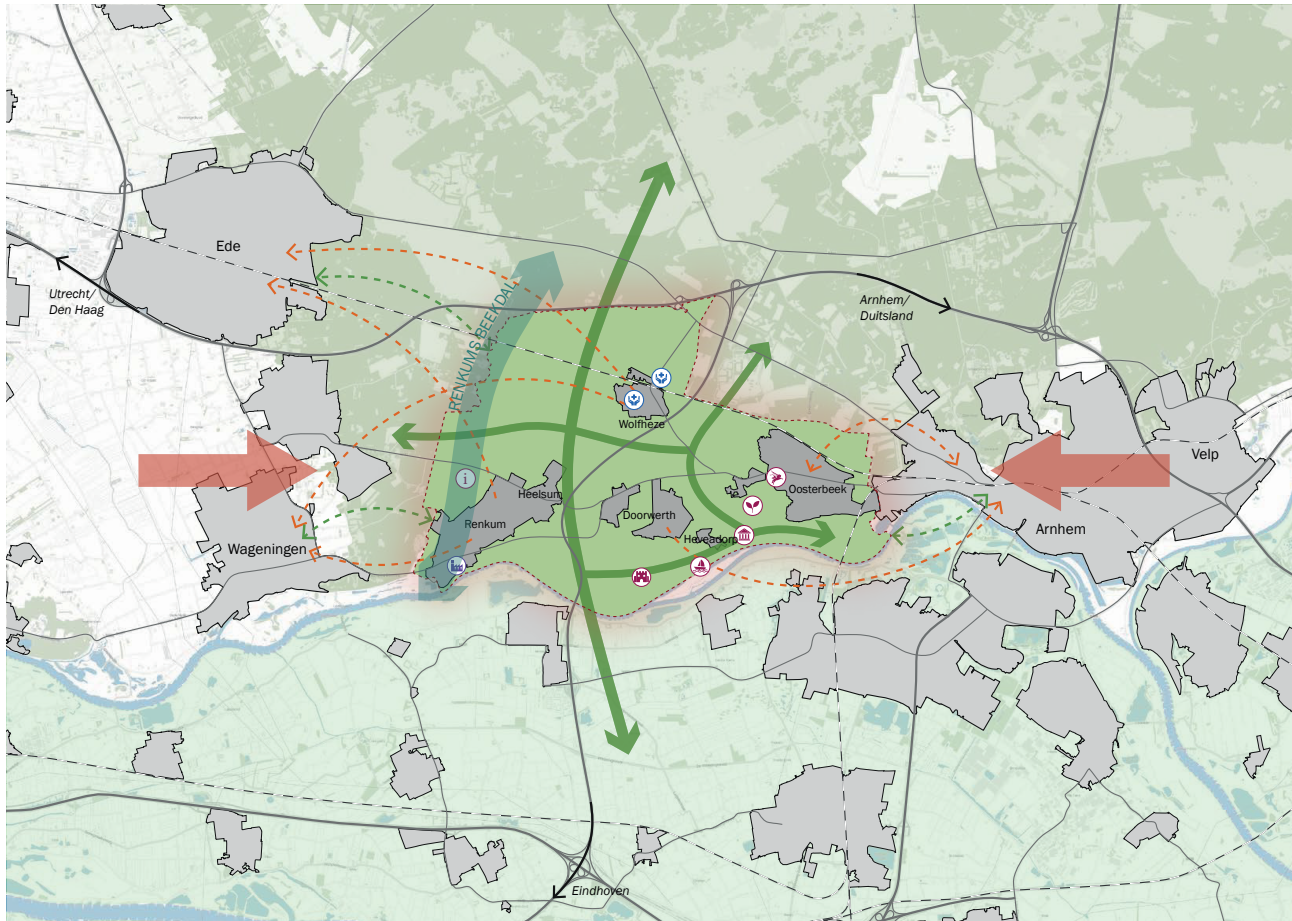 Ede
Utrecht/
Den Haag
Arnhem/
Duitsland
RENKUMS BEEKDAL
Wolfheze
Velp
i
Heelsum
Oosterbeek
Renkum
Doorwerth
Arnhem
Heveadorp
Wageningen
Eindhoven